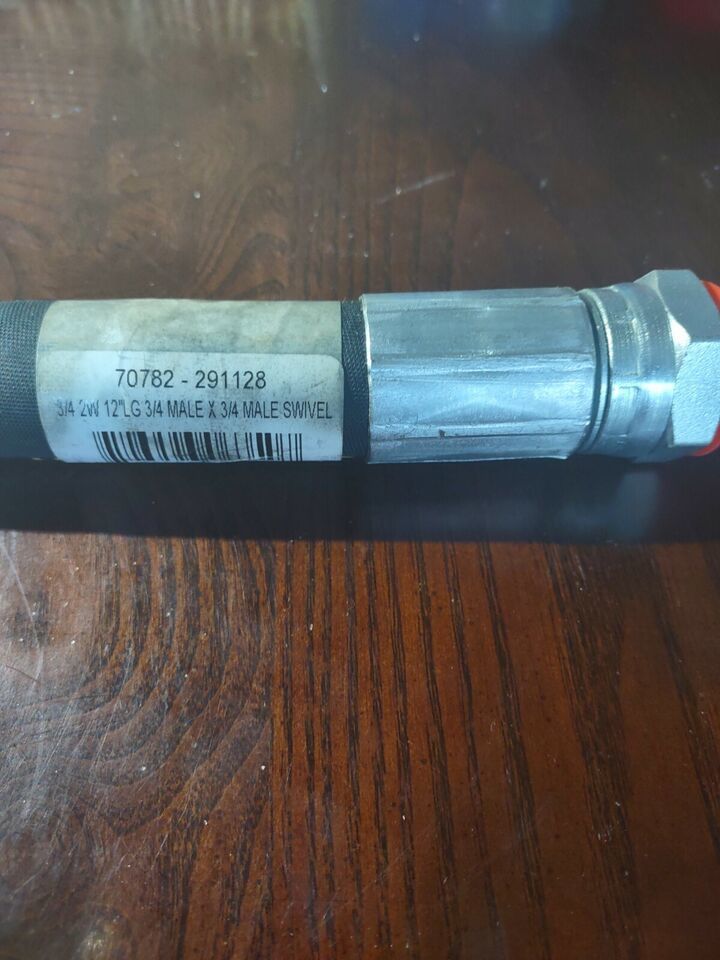 70782 - 291128
3/4 2W 12"LG 3/4 MALE X 3/4 MALE SWIVEL